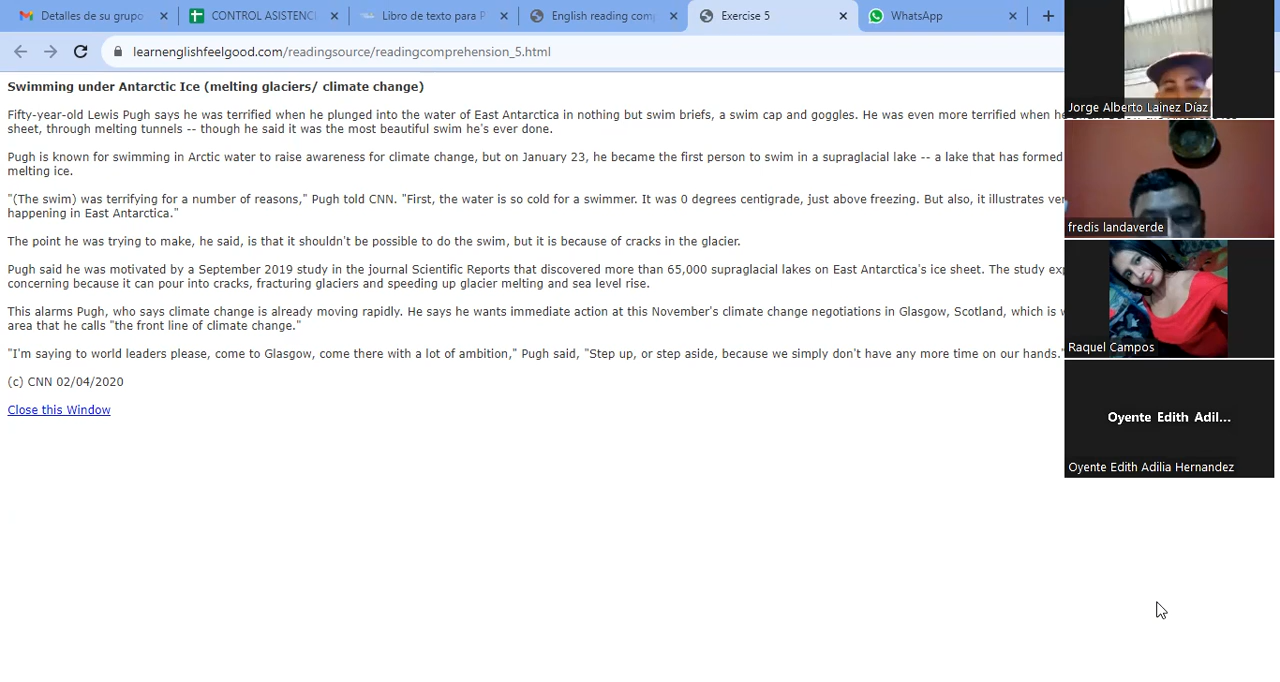 Detalles de su grupo
CONTROL ASISTENCI
Libro de texto para P
English reading com
Exercise 5
WhatsApp
learnenglishfeelgood.com/readingsource/readingcomprehension_5.html
Swimming under Antarctic Ice (melting glaciers/ climate change)
Fifty-year-old Lewis Pugh says he was terrified when he plunged into the water of East Antarctica in nothing but swim briefs, a swim cap and goggles. He was even more terrified when he
sheet, through melting tunnels -- though he said it was the most beautiful swim he's ever done.
Pugh is known for swimming in Arctic water to raise awareness for climate change, but on January 23, he became the first person to swim in a supraglacial lake -- a lake that has formed
melting ice.
"(The swim) was terrifying for a number of reasons," Pugh told CNN. "First, the water is so cold for a swimmer. It was 0 degrees centigrade, just above freezing. But also, it illustrates ver
happening in East Antarctica."
The point he was trying to make, he said, is that it shouldn't be possible to do the swim, but it is because of cracks in the glacier.
Pugh said he was motivated by a September 2019 study in the journal Scientific Reports that discovered more than 65,000 supraglacial lakes on East Antarctica's ice sheet. The study exp
concerning because it can pour into cracks, fracturing glaciers and speeding up glacier melting and sea level rise.
This alarms Pugh, who says climate change is already moving rapidly. He says he wants immediate action at this November's climate change negotiations in Glasgow, Scotland, which is w
area that he calls "the front line of climate change."
"I'm saying to world leaders please, come to Glasgow, come there with a lot of ambition," Pugh said, "Step up, or step aside, because we simply don't have any more time on our hands."
(c) CNN 02/04/2020
Close this Window
Jorge Alberto Lainez Díaz
fredis landaverde
Raquel Campos
Oyente Edith Adil...
Oyente Edith Adilia Hernandez